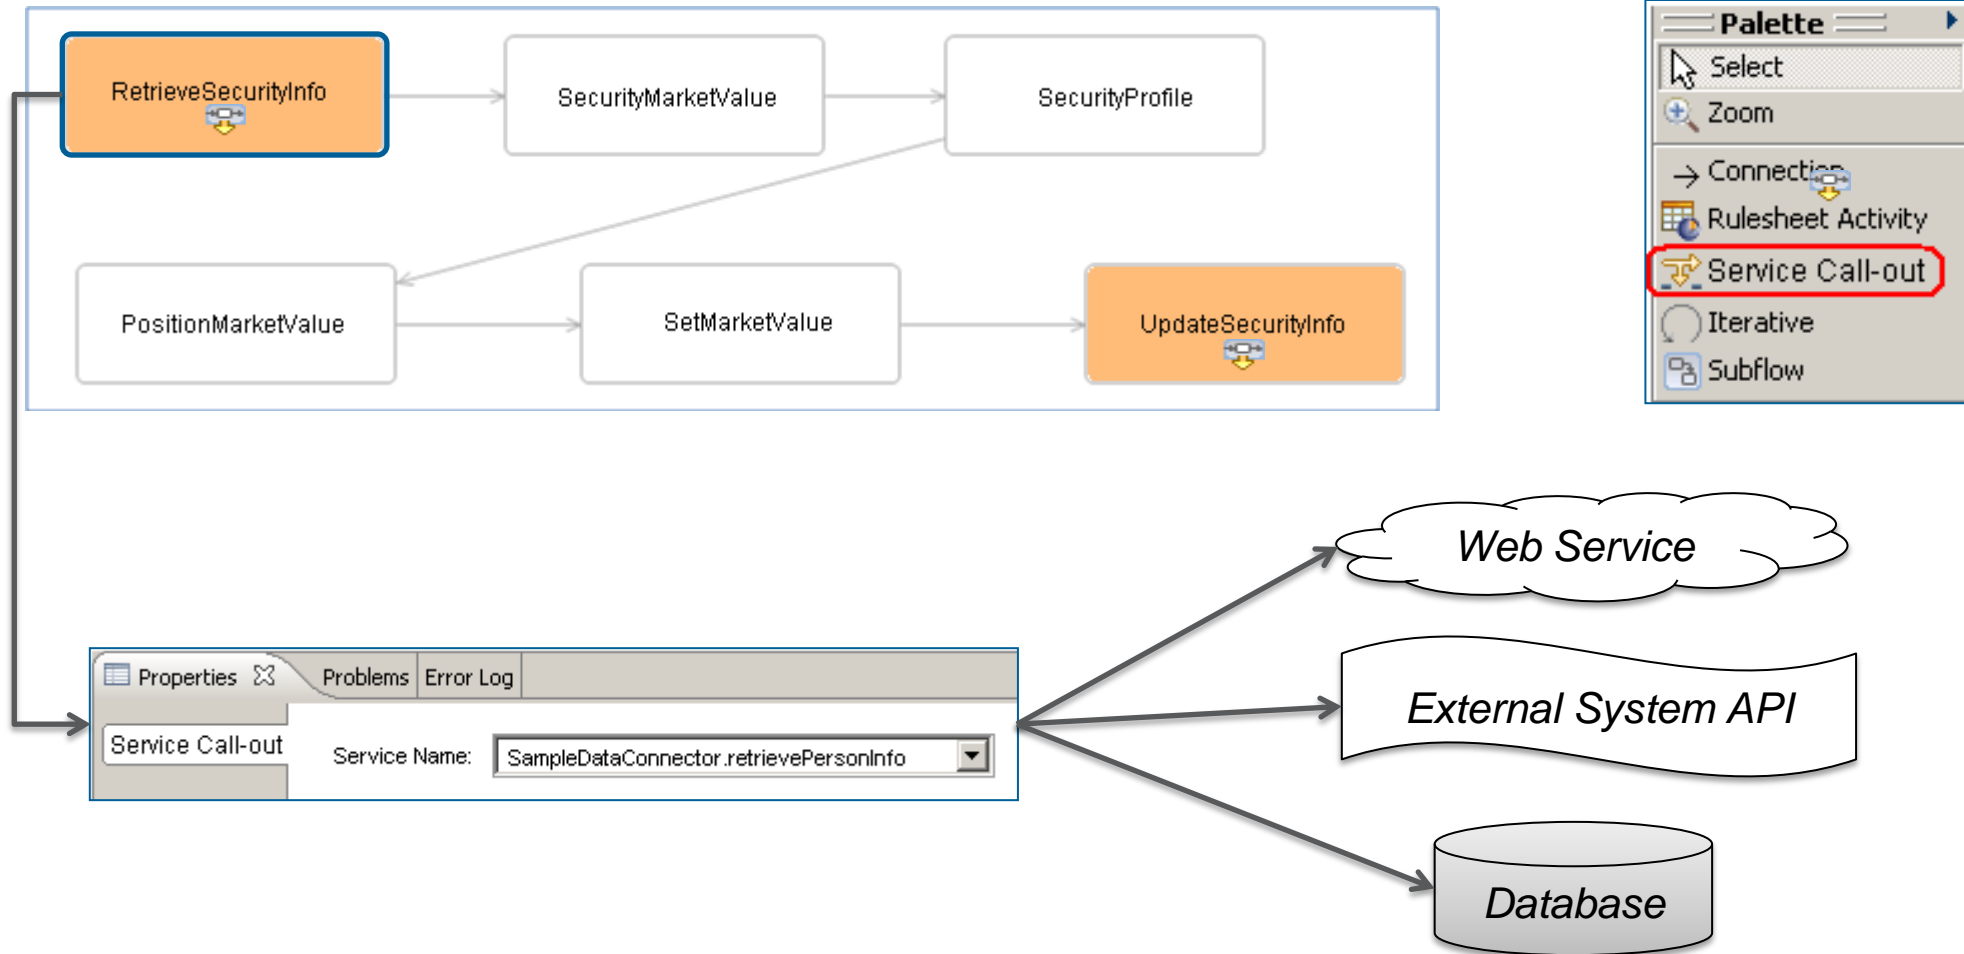 RetrieveSecurityInfo
SecurityMarketValue
SecurityProfile
PositionMarketValue
SetMarketValue
UpdateSecurityInfo
Palette
Select
Zoom
Connection
Rulesheet Activity
Service Call-out
Iterative
Subflow
Properties
Problems
Error Log
Service Call-out
Service Name:
SampleDataConnector.retrievePersonInfo
Web Service
External System API
Database